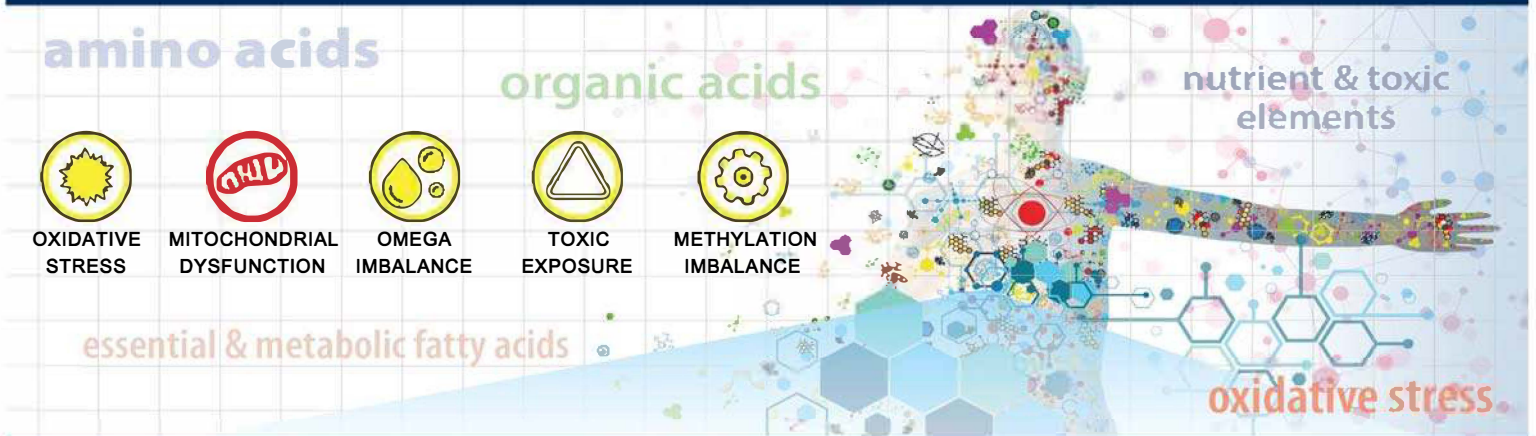 amino acids
organic acids
nutrient & toxic
elements
OXIDATIVE
STRESS
MITOCHONDRIAL
DYSFUNCTION
OMEGA
IMBALANCE
TOXIC
EXPOSURE
METHYLATION
IMBALANCE
essential & metabolic fatty acids
oxidative stress